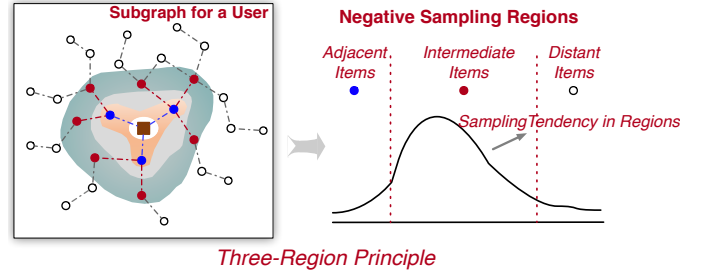 Subgraph for a User
Negative Sampling Regions
Adjacent
Items
Intermediate
Items
Distant
Items
SamplingTendency in Regions
Three-Region Principle